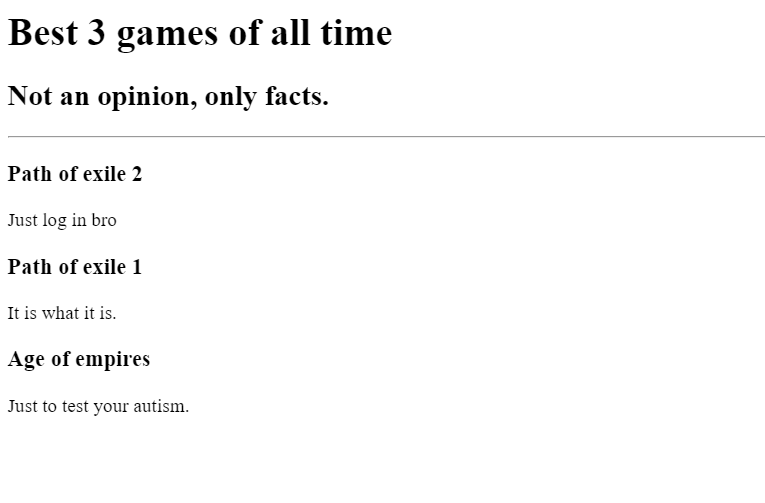 Best 3 games of all time
Not an opinion, only facts.
Path of exile 2
Just log in bro
Path of exile 1
It is what it is.
Age of empires
Just to test your autism.